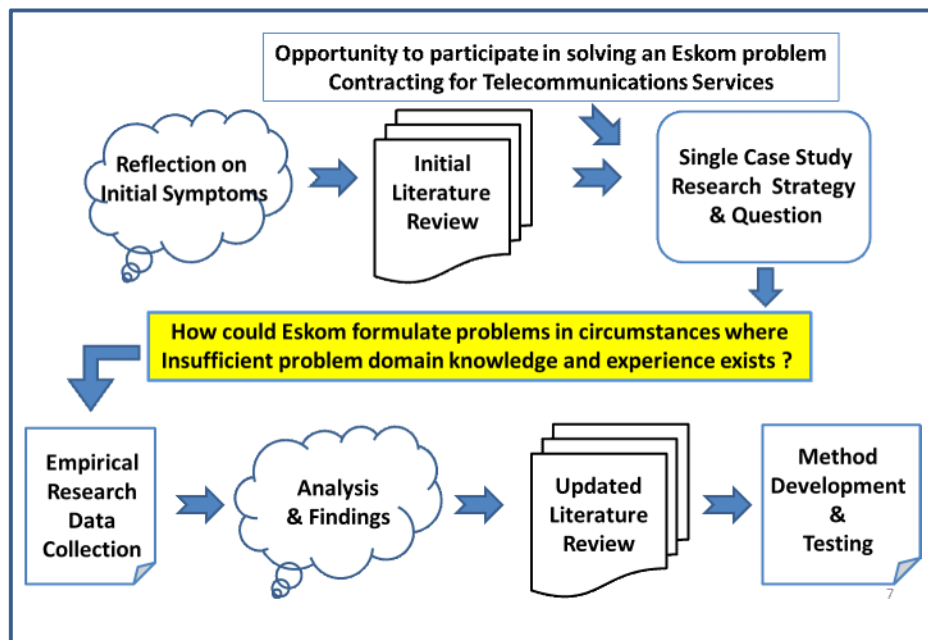 Opportunity to participate in solving an Eskom problem
Contracting for Telecommunications Services
Reflection on
Initial Symptoms
Initial
Literature
Review
Single Case Study
Research Strategy
& Question
How could Eskom formulate problems in circumstances where
Insufficient problem domain knowledge and experience exists ?
Empirical
Research
Data
Collection
Analysis
& Findings
Updated
Literature
Review
Method
Development
&
Testing
7